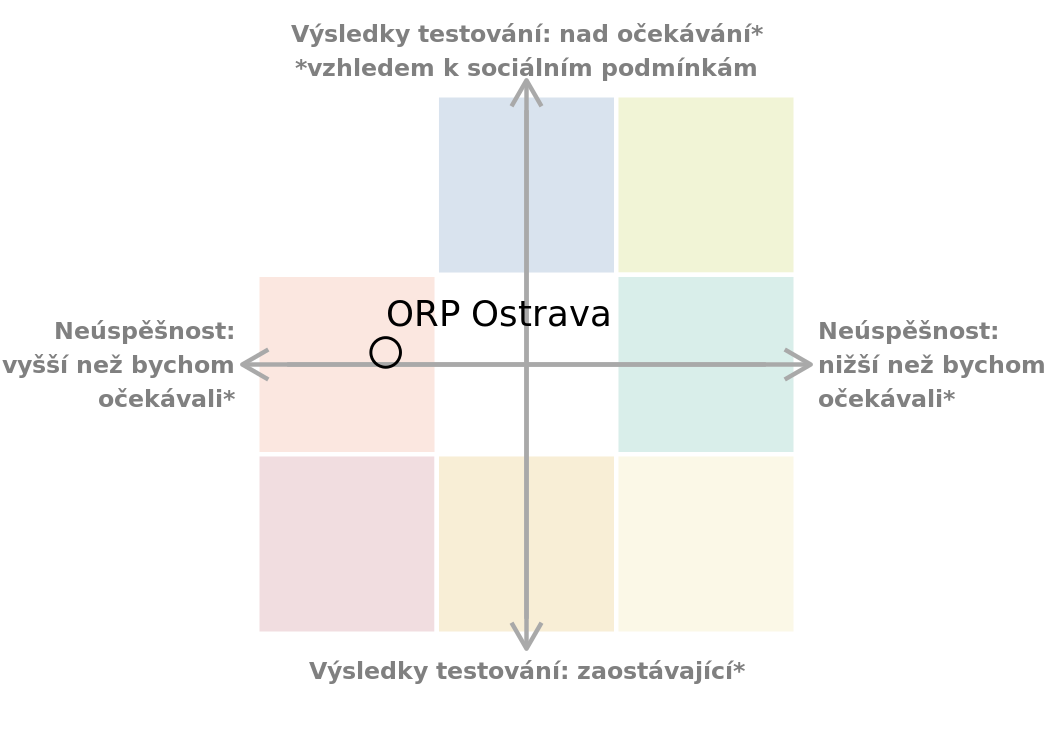 Výsledky testování: nad očekávání*
*vzhledem k sociálním podmínkám
ORP Ostrava
Neúspěšnost:
vyšší než bychom
očekávali*
Neúspěšnost:
nižší než bychom
očekávali*
Výsledky testování: zaostávající*